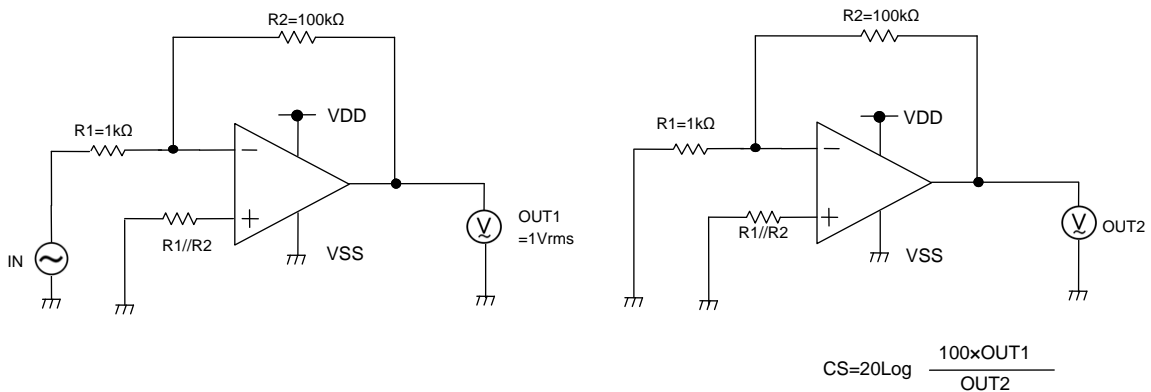 R2=100kΩ
VDD
R1=1kΩ
R1//R2
VSS
OUT1
=1Vrms
IN
R2=100kΩ
VDD
R1=1kΩ
R1//R2
VSS
V
OUT2
V
CS=20Log 100×OUT1
OUT2